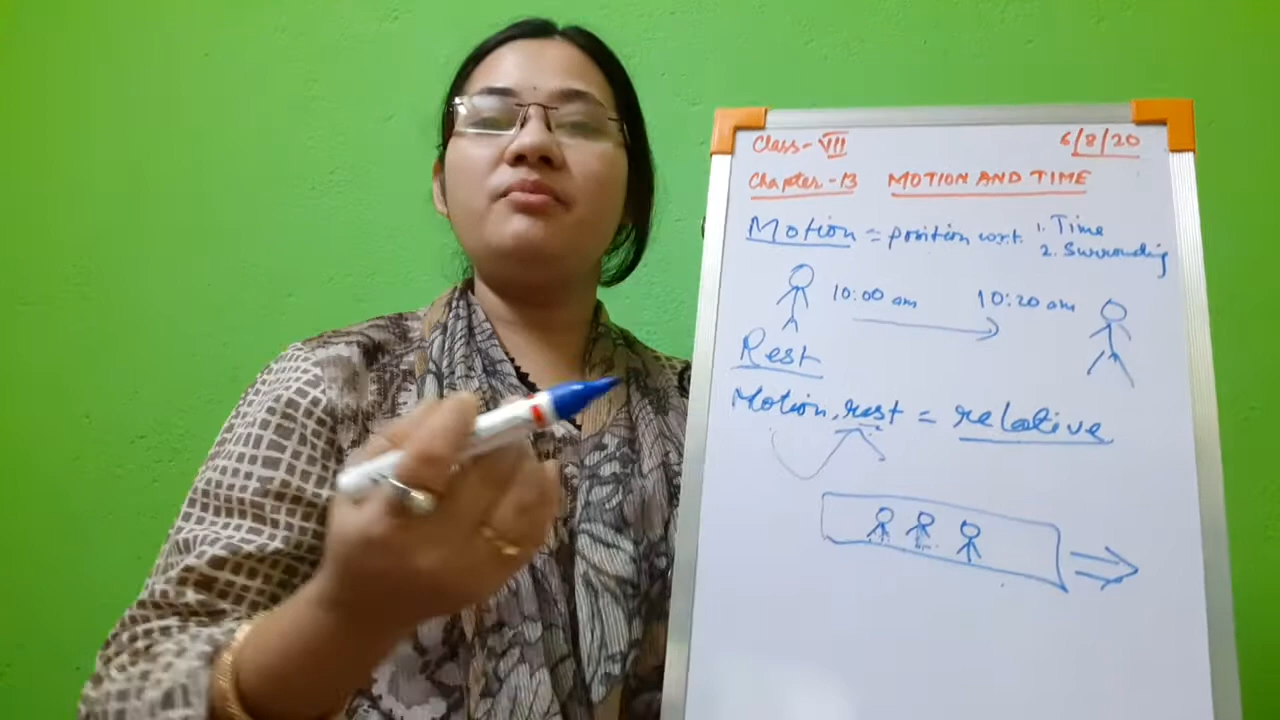 Class-VII 6/8/20
Chapter-13 MOTION AND TIME
Motion = position w.r.t. 1. Time
2. Surrounding
10:00 am 10:20 am
Rest
Motion, rest = relative